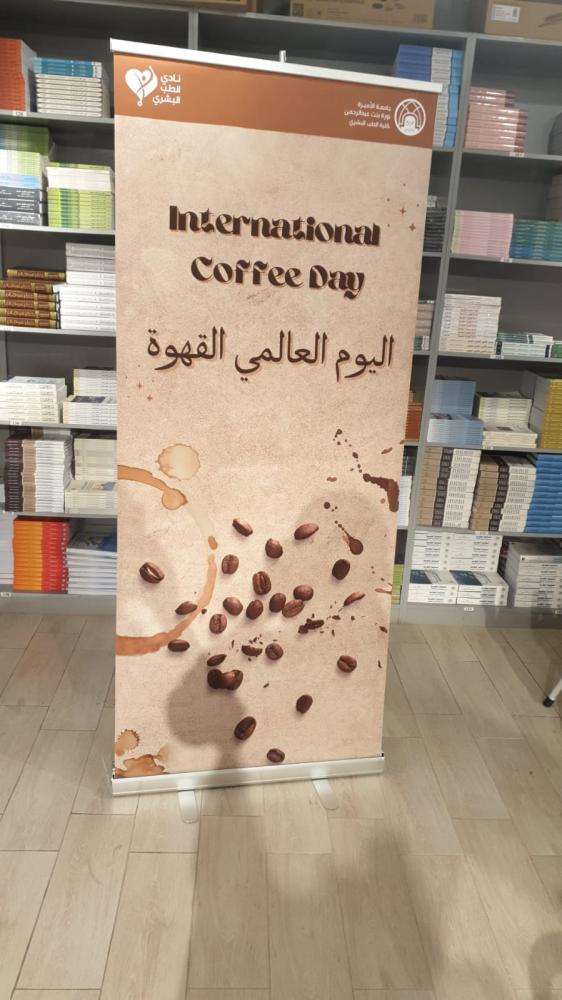 نادي
الطب
البشري
جامعة الأميرة
نورة بنت عبدالرحمن
كلية الطب البشري
International
Coffee Day
اليوم العالمي القهوة